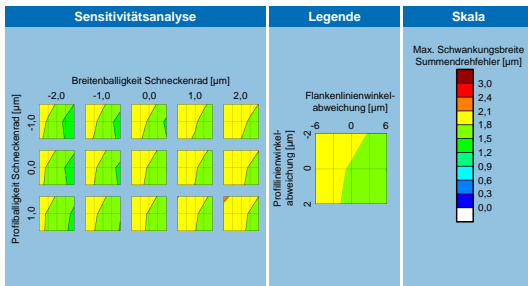 Sensitivitätsanalyse
Breitenballigkeit Schneckenrad [µm]
-2,0 -1,0 0,0 1,0 2,0
Profilballigkeit Schneckenrad [µm]
-1,0
0,0
1,0
Legende
Flankenlinienwinkel-
abweichung [µm]
-6 0 6
Profillinienwinkel-
abweichung [µm]
-2
0
2
Skala
Max. Schwankungsbreite
Summendrehfehler [µm]
3,0
2,4
2,1
1,8
1,5
1,2
0,9
0,6
0,3
0,0